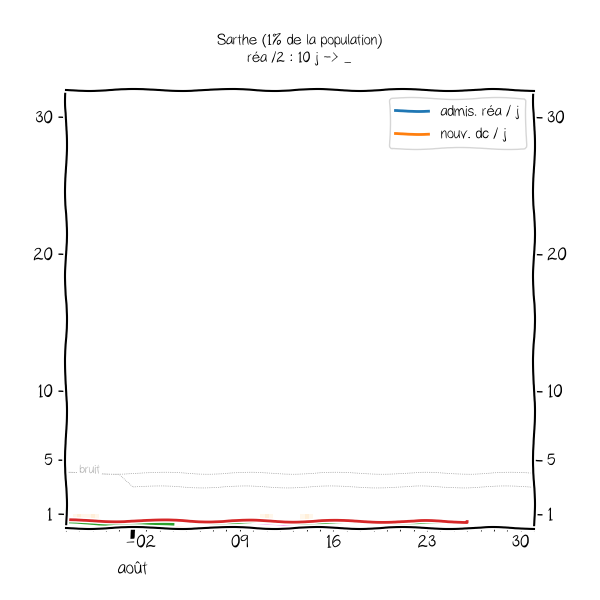 Sarthe (1% de la population)
réa /2 : 10 j -> _
admis. réa / j
nouv. dc / j
30
30
20
20
10
10
5
5
bruit
1
1
02
09
16
23
30
août